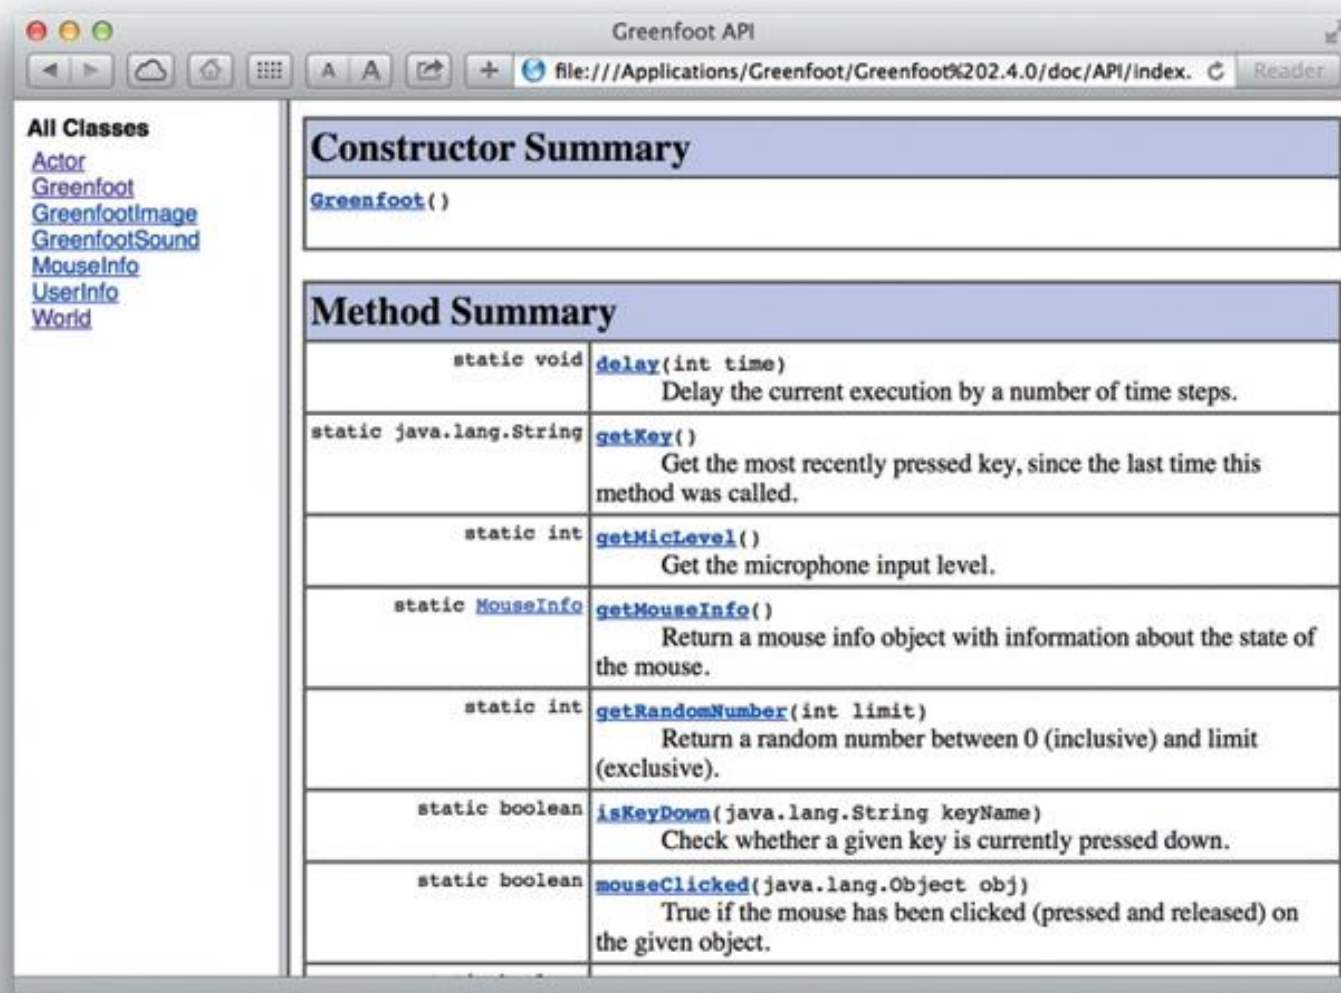 Greenfoot API
A A + file:///Applications/Greenfoot/Greenfoot%202.4.0/doc/API/index. Reader
All Classes
Actor
Greenfoot
GreenfootImage
GreenfootSound
MouseInfo
UserInfo
World
Constructor Summary
Greenfoot()
Method Summary
static void delay(int time)
Delay the current execution by a number of time steps.
static java.lang.String getKey()
Get the most recently pressed key, since the last time this
method was called.
static int getMicLevel()
Get the microphone input level.
static MouseInfo getMouseInfo()
Return a mouse info object with information about the state of
the mouse.
static int getRandomNumber(int limit)
Return a random number between 0 (inclusive) and limit
(exclusive).
static boolean isKeyDown(java.lang.String keyName)
Check whether a given key is currently pressed down.
static boolean mouseClicked(java.lang.Object obj)
True if the mouse has been clicked (pressed and released) on
the given object.